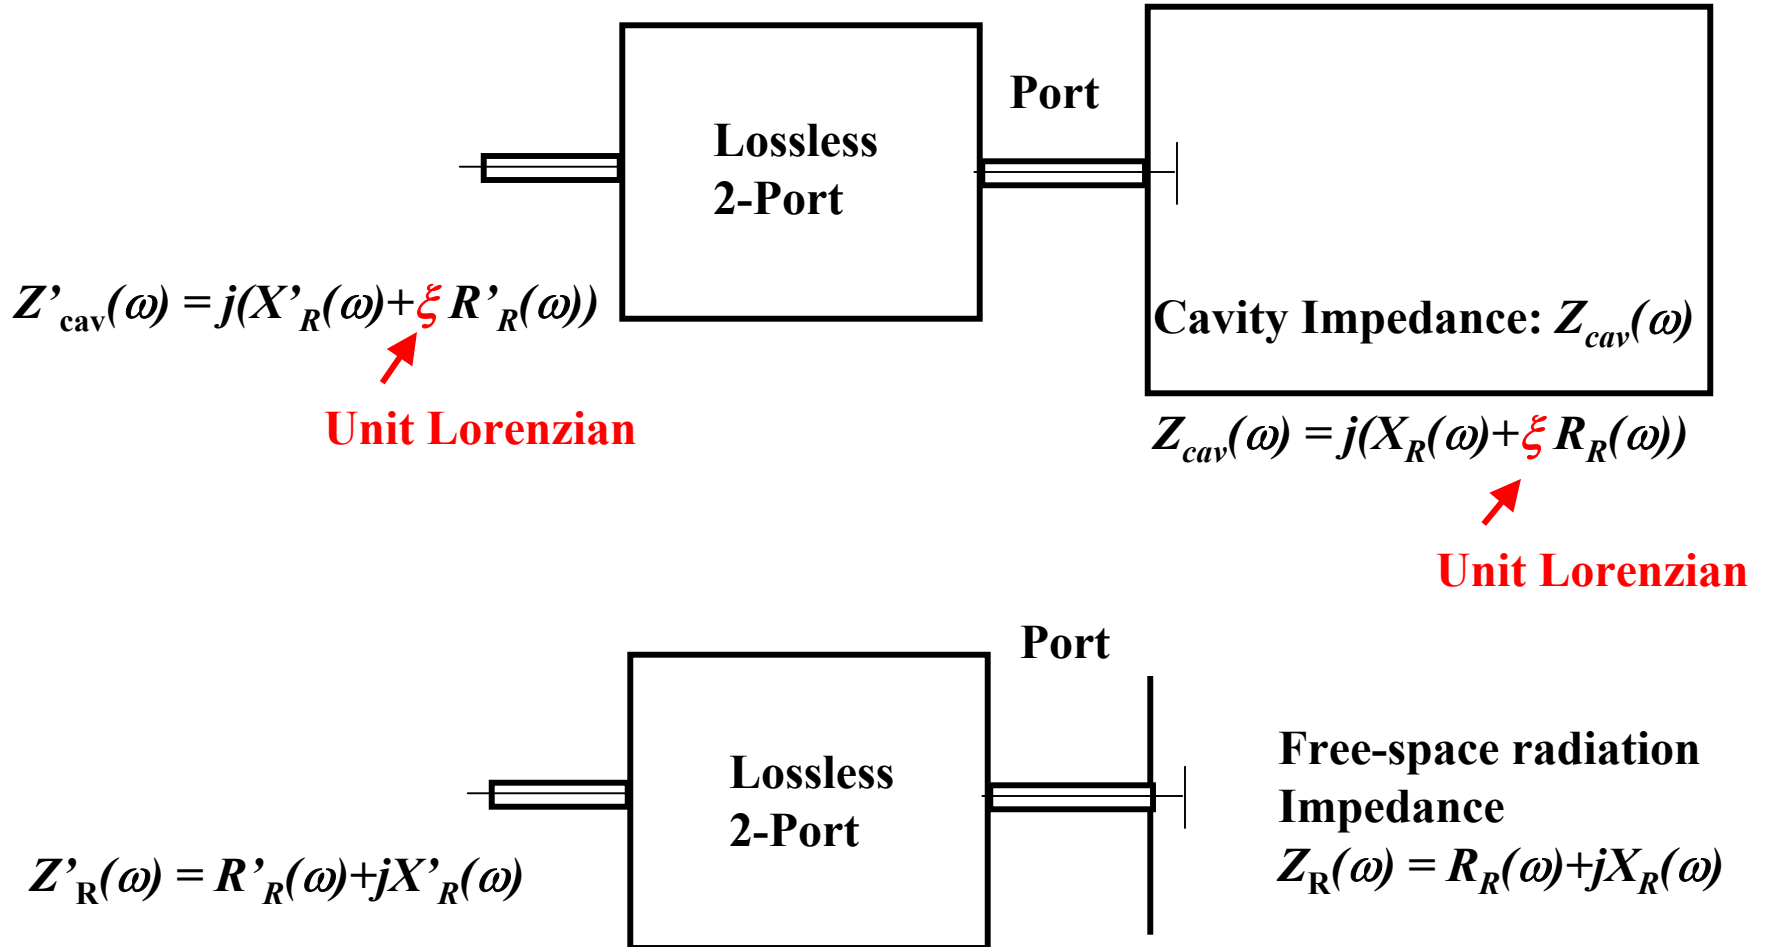 Port
Lossless
2-Port
Z’cav(ω) = j(X’R(ω)+ξ R’R(ω))
Unit Lorenzian
Cavity Impedance: Zcav(ω)
Zcav(ω) = j(XR(ω)+ξ RR(ω))
Unit Lorenzian
Port
Lossless
2-Port
Free-space radiation
Impedance
Z’R(ω) = R’R(ω)+jX’R(ω)
ZR(ω) = RR(ω)+jXR(ω)